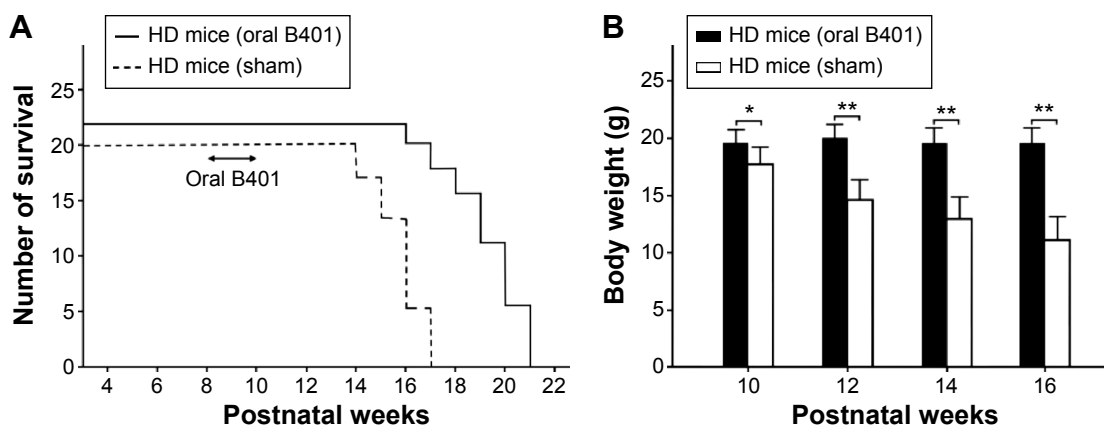 A
HD mice (oral B401)
HD mice (sham)
Number of survival
25
20
15
10
5
0
Oral B401
4 6 8 10 12 14 16 18 20 22
Postnatal weeks
B
HD mice (oral B401)
HD mice (sham)
Body weight (g)
25
20
15
10
5
0
* ** ** **
10 12 14 16
Postnatal weeks